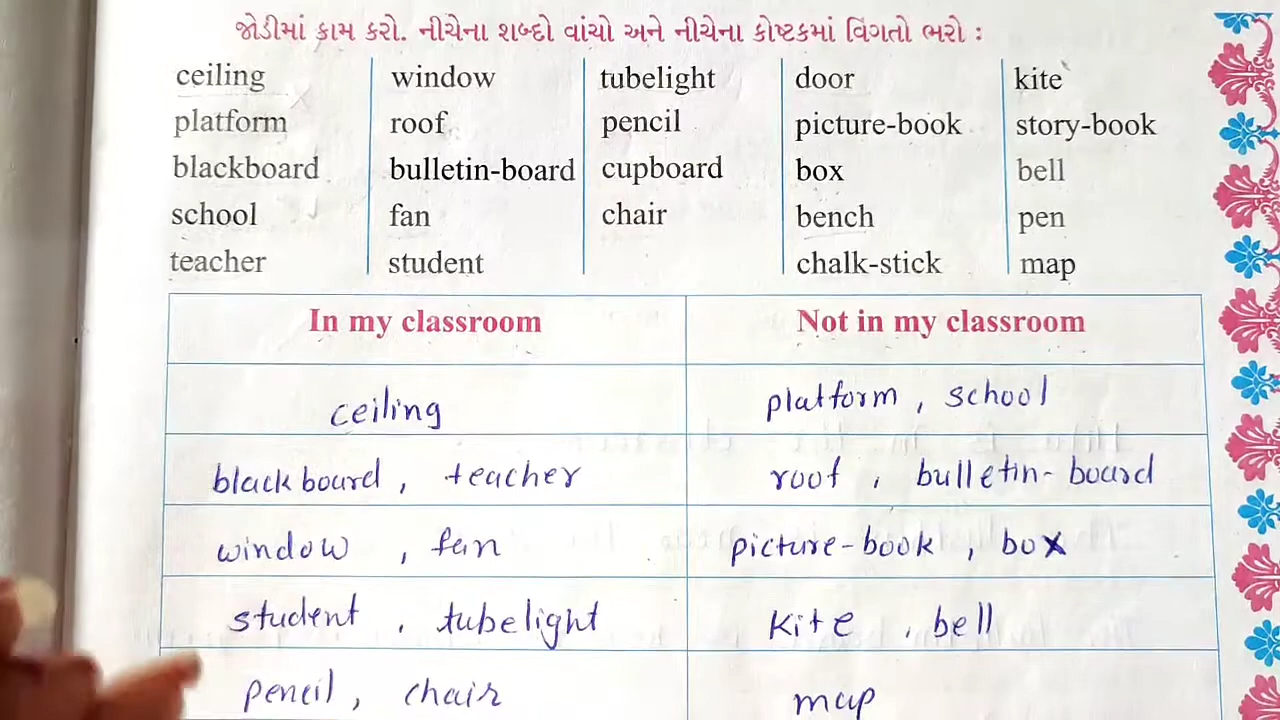 જોડીમાં કામ કરો. નીચેના શબ્દો વાંચો અને નીચેના કોષ્ટકમાં વિગતો ભરો :
ceiling window tubelight door kite
platform roof pencil picture-book story-book
blackboard bulletin-board cupboard box bell
school fan chair bench pen
teacher student chalk-stick map
In my classroom Not in my classroom
ceiling platform, school
black board, teacher roof, bulletin-board
window, fan picture-book, box
student, tubelight kite, bell
pencil, chair map